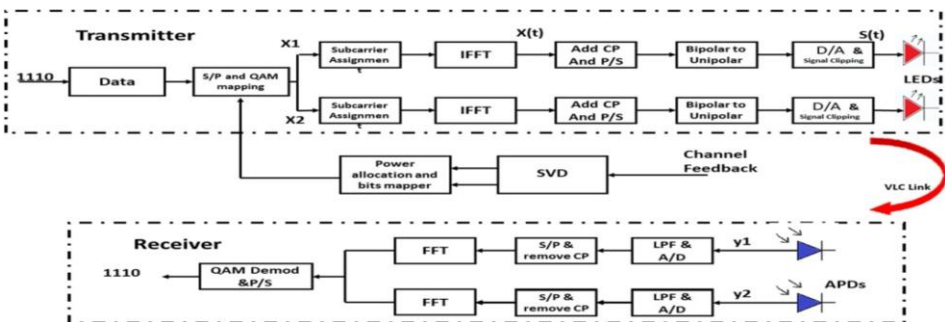 Transmitter
1110
Data
S/P and QAM
mapping
X1
Subcarrier
Assignmen
t
IFFT
X(t)
Add CP
And P/S
Bipolar to
Unipolar
S(t)
D/A &
Signal Clipping
LEDs
X2
Subcarrier
Assignmen
t
IFFT
Add CP
And P/S
Bipolar to
Unipolar
D/A &
Signal Clipping
Power
allocation and
bits mapper
SVD
Channel
Feedback
VLC Link
Receiver
1110
QAM Demod
&P/S
FFT
S/P &
remove CP
LPF &
A/D
y1
FFT
S/P &
remove CP
LPF &
A/D
y2
APDs